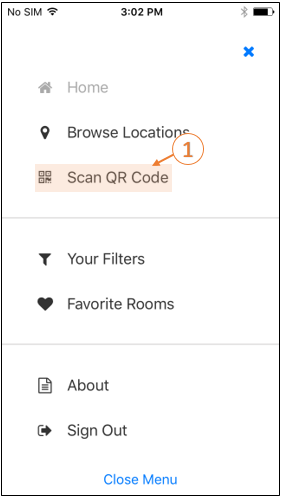 No SIM 3:02 PM
Home
Browse Locations
1
Scan QR Code
Your Filters
Favorite Rooms
About
Sign Out
Close Menu